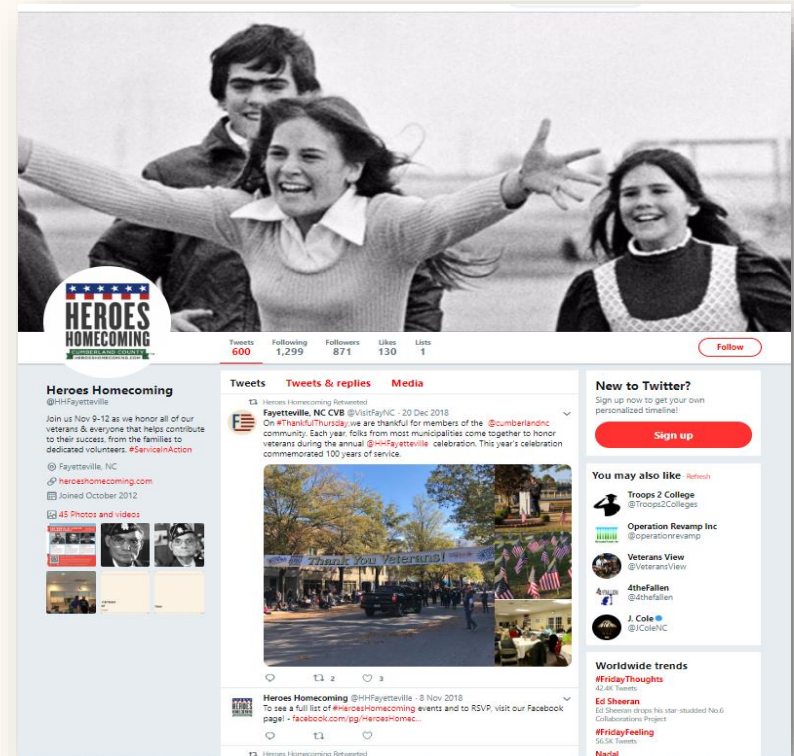 HEROES
HOMECOMING
CUMBERLAND COUNTY
HEROESHOMECOMING.COM
Tweets
600
Following
1,299
Followers
871
Likes
130
Lists
1
Follow
Heroes Homecoming
@HHFayetteville
Join us Nov 9-12 as we honor all of our
veterans & everyone that helps contribute
to their success, from the families to
dedicated volunteers. #ServiceInAction
Fayetteville, NC
heroeshomecoming.com
Joined October 2012
45 Photos and videos
Tweets Tweets & replies Media
Heroes Homecoming Retweeted
Fayetteville, NC CVB @VisitFayNC · 20 Dec 2018
On #ThankfulThursday,we are thankful for members of the @cumberlandnc
community. Each year, folks from most municipalities come together to honor
veterans during the annual @HHFayetteville celebration. This year's celebration
commemorated 100 years of service.
Thank You Veterans!
2 3
Heroes Homecoming @HHFayetteville · 8 Nov 2018
To see a full list of #HeroesHomecoming events and to RSVP, visit our Facebook
page! - facebook.com/pg/HeroesHomec...
Heroes Homecoming Retweeted
New to Twitter?
Sign up now to get your own
personalized timeline!
Sign up
You may also like · Refresh
Troops 2 College
@Troops2Colleges
Operation Revamp Inc
@operationrevamp
Veterans View
@VeteransView
4theFallen
@4thefallen
J. Cole
@JColeNC
Worldwide trends
#FridayThoughts
42.4K Tweets
Ed Sheeran
Ed Sheeran drops his star-studded No.6
Collaborations Project
#FridayFeeling
56.5K Tweets
Nadal